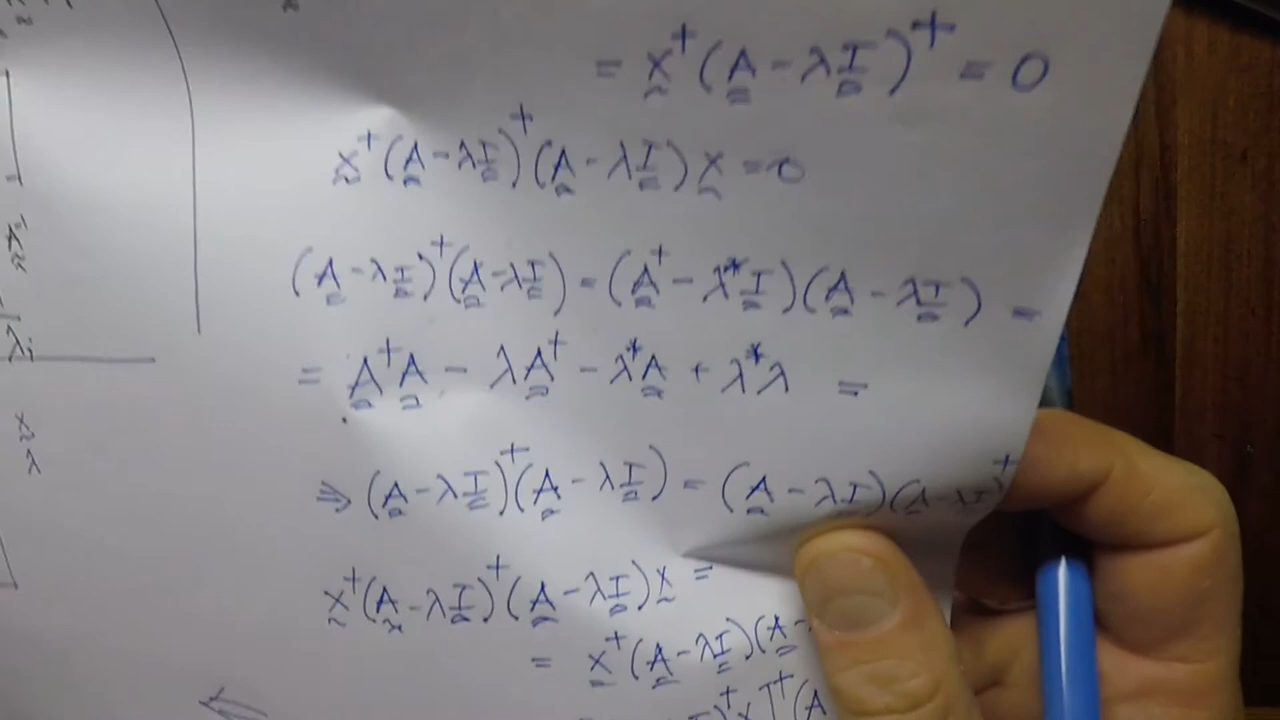 = x⁺(A - λI)⁺ = 0
x⁺(A - λI)⁺(A - λI)x = 0
(A - λI)⁺(A - λI) = (A⁺ - λ*I)(A - λI) =
= A⁺A - λA⁺ - λ*A + λ*λ =
⇒ (A - λI)⁺(A - λI) = (A - λI)(A - λI)⁺
x⁺(A - λI)⁺(A - λI)x =
= x⁺(A - λI)(A -
)⁺x]⁺(A